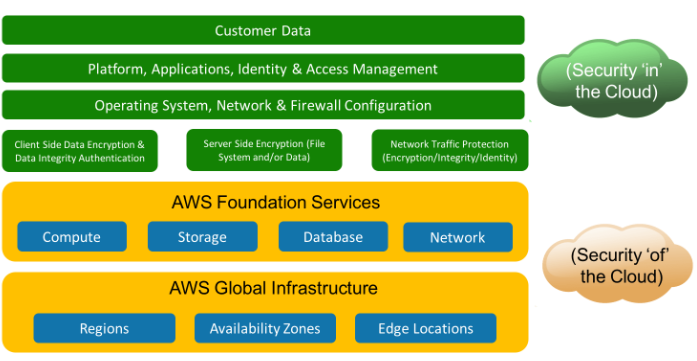 Customer Data
Platform, Applications, Identity & Access Management
(Security 'in'
the Cloud)
Operating System, Network & Firewall Configuration
Client Side Data Encryption &
Data Integrity Authentication
Server Side Encryption (File
System and/or Data)
Network Traffic Protection
(Encryption/Integrity/Identity)
AWS Foundation Services
Compute
Storage
Database
Network
(Security 'of'
the Cloud)
AWS Global Infrastructure
Regions
Availability Zones
Edge Locations